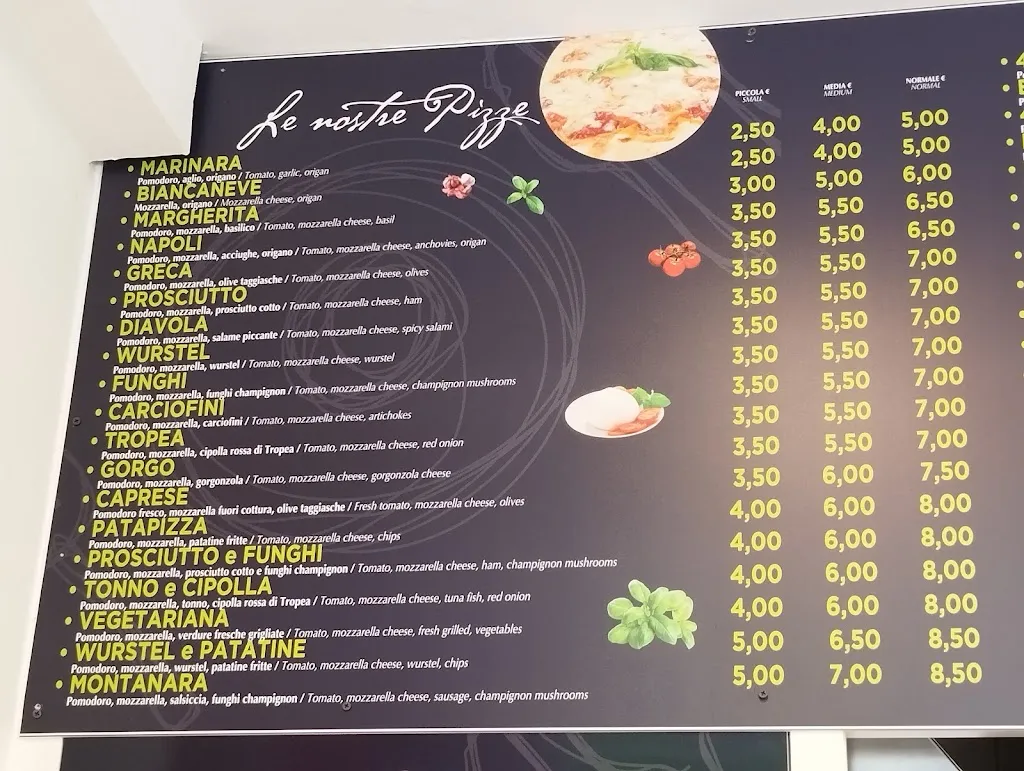 Le nostre Pizze
PICCOLA € MEDIA € NORMALE €
SMALL MEDIUM NORMAL
• MARINARA 2,50 4,00 5,00
Pomodoro, aglio, origano / Tomato, garlic, origan
• BIANCANEVE 2,50 4,00 5,00
Mozzarella, origano / Mozzarella cheese, origan
• MARGHERITA 3,00 5,00 6,00
Pomodoro, mozzarella, basilico / Tomato, mozzarella cheese, basil
• NAPOLI 3,50 5,50 6,50
Pomodoro, mozzarella, acciughe, origano / Tomato, mozzarella cheese, anchovies, origan
• GRECA 3,50 5,50 6,50
Pomodoro, mozzarella, olive taggiasche / Tomato, mozzarella cheese, olives
• PROSCIUTTO 3,50 5,50 7,00
Pomodoro, mozzarella, prosciutto cotto / Tomato, mozzarella cheese, ham
• DIAVOLA 3,50 5,50 7,00
Pomodoro, mozzarella, salame piccante / Tomato, mozzarella cheese, spicy salami
• WURSTEL 3,50 5,50 7,00
Pomodoro, mozzarella, wurstel / Tomato, mozzarella cheese, wurstel
• FUNGHI 3,50 5,50 7,00
Pomodoro, mozzarella, funghi champignon / Tomato, mozzarella cheese, champignon mushrooms
• CARCIOFINI 3,50 5,50 7,00
Pomodoro, mozzarella, carciofini / Tomato, mozzarella cheese, artichokes
• TROPEA 3,50 5,50 7,00
Pomodoro, mozzarella, cipolla rossa di Tropea / Tomato, mozzarella cheese, red onion
• GORGO 3,50 5,50 7,00
Pomodoro, mozzarella, gorgonzola / Tomato, mozzarella cheese, gorgonzola cheese
• CAPRESE 3,50 6,00 7,50
Pomodoro fresco, mozzarella fuori cottura, olive taggiasche / Fresh tomato, mozzarella cheese, olives
• PATAPIZZA 4,00 6,00 8,00
Pomodoro, mozzarella, patatine fritte / Tomato, mozzarella cheese, chips
• PROSCIUTTO e FUNGHI 4,00 6,00 8,00
Pomodoro, mozzarella, prosciutto cotto e funghi champignon / Tomato, mozzarella cheese, ham, champignon mushrooms
• TONNO e CIPOLLA 4,00 6,00 8,00
Pomodoro, mozzarella, tonno, cipolla rossa di Tropea / Tomato, mozzarella cheese, tuna fish, red onion
• VEGETARIANA 4,00 6,00 8,00
Pomodoro, mozzarella, verdure fresche grigliate / Tomato, mozzarella cheese, fresh grilled, vegetables
• WURSTEL e PATATINE 5,00 6,50 8,50
Pomodoro, mozzarella, wurstel, patatine fritte / Tomato, mozzarella cheese, wurstel, chips
• MONTANARA 5,00 7,00 8,50
Pomodoro, mozzarella, salsiccia, funghi champignon / Tomato, mozzarella cheese, sausage, champignon mushrooms